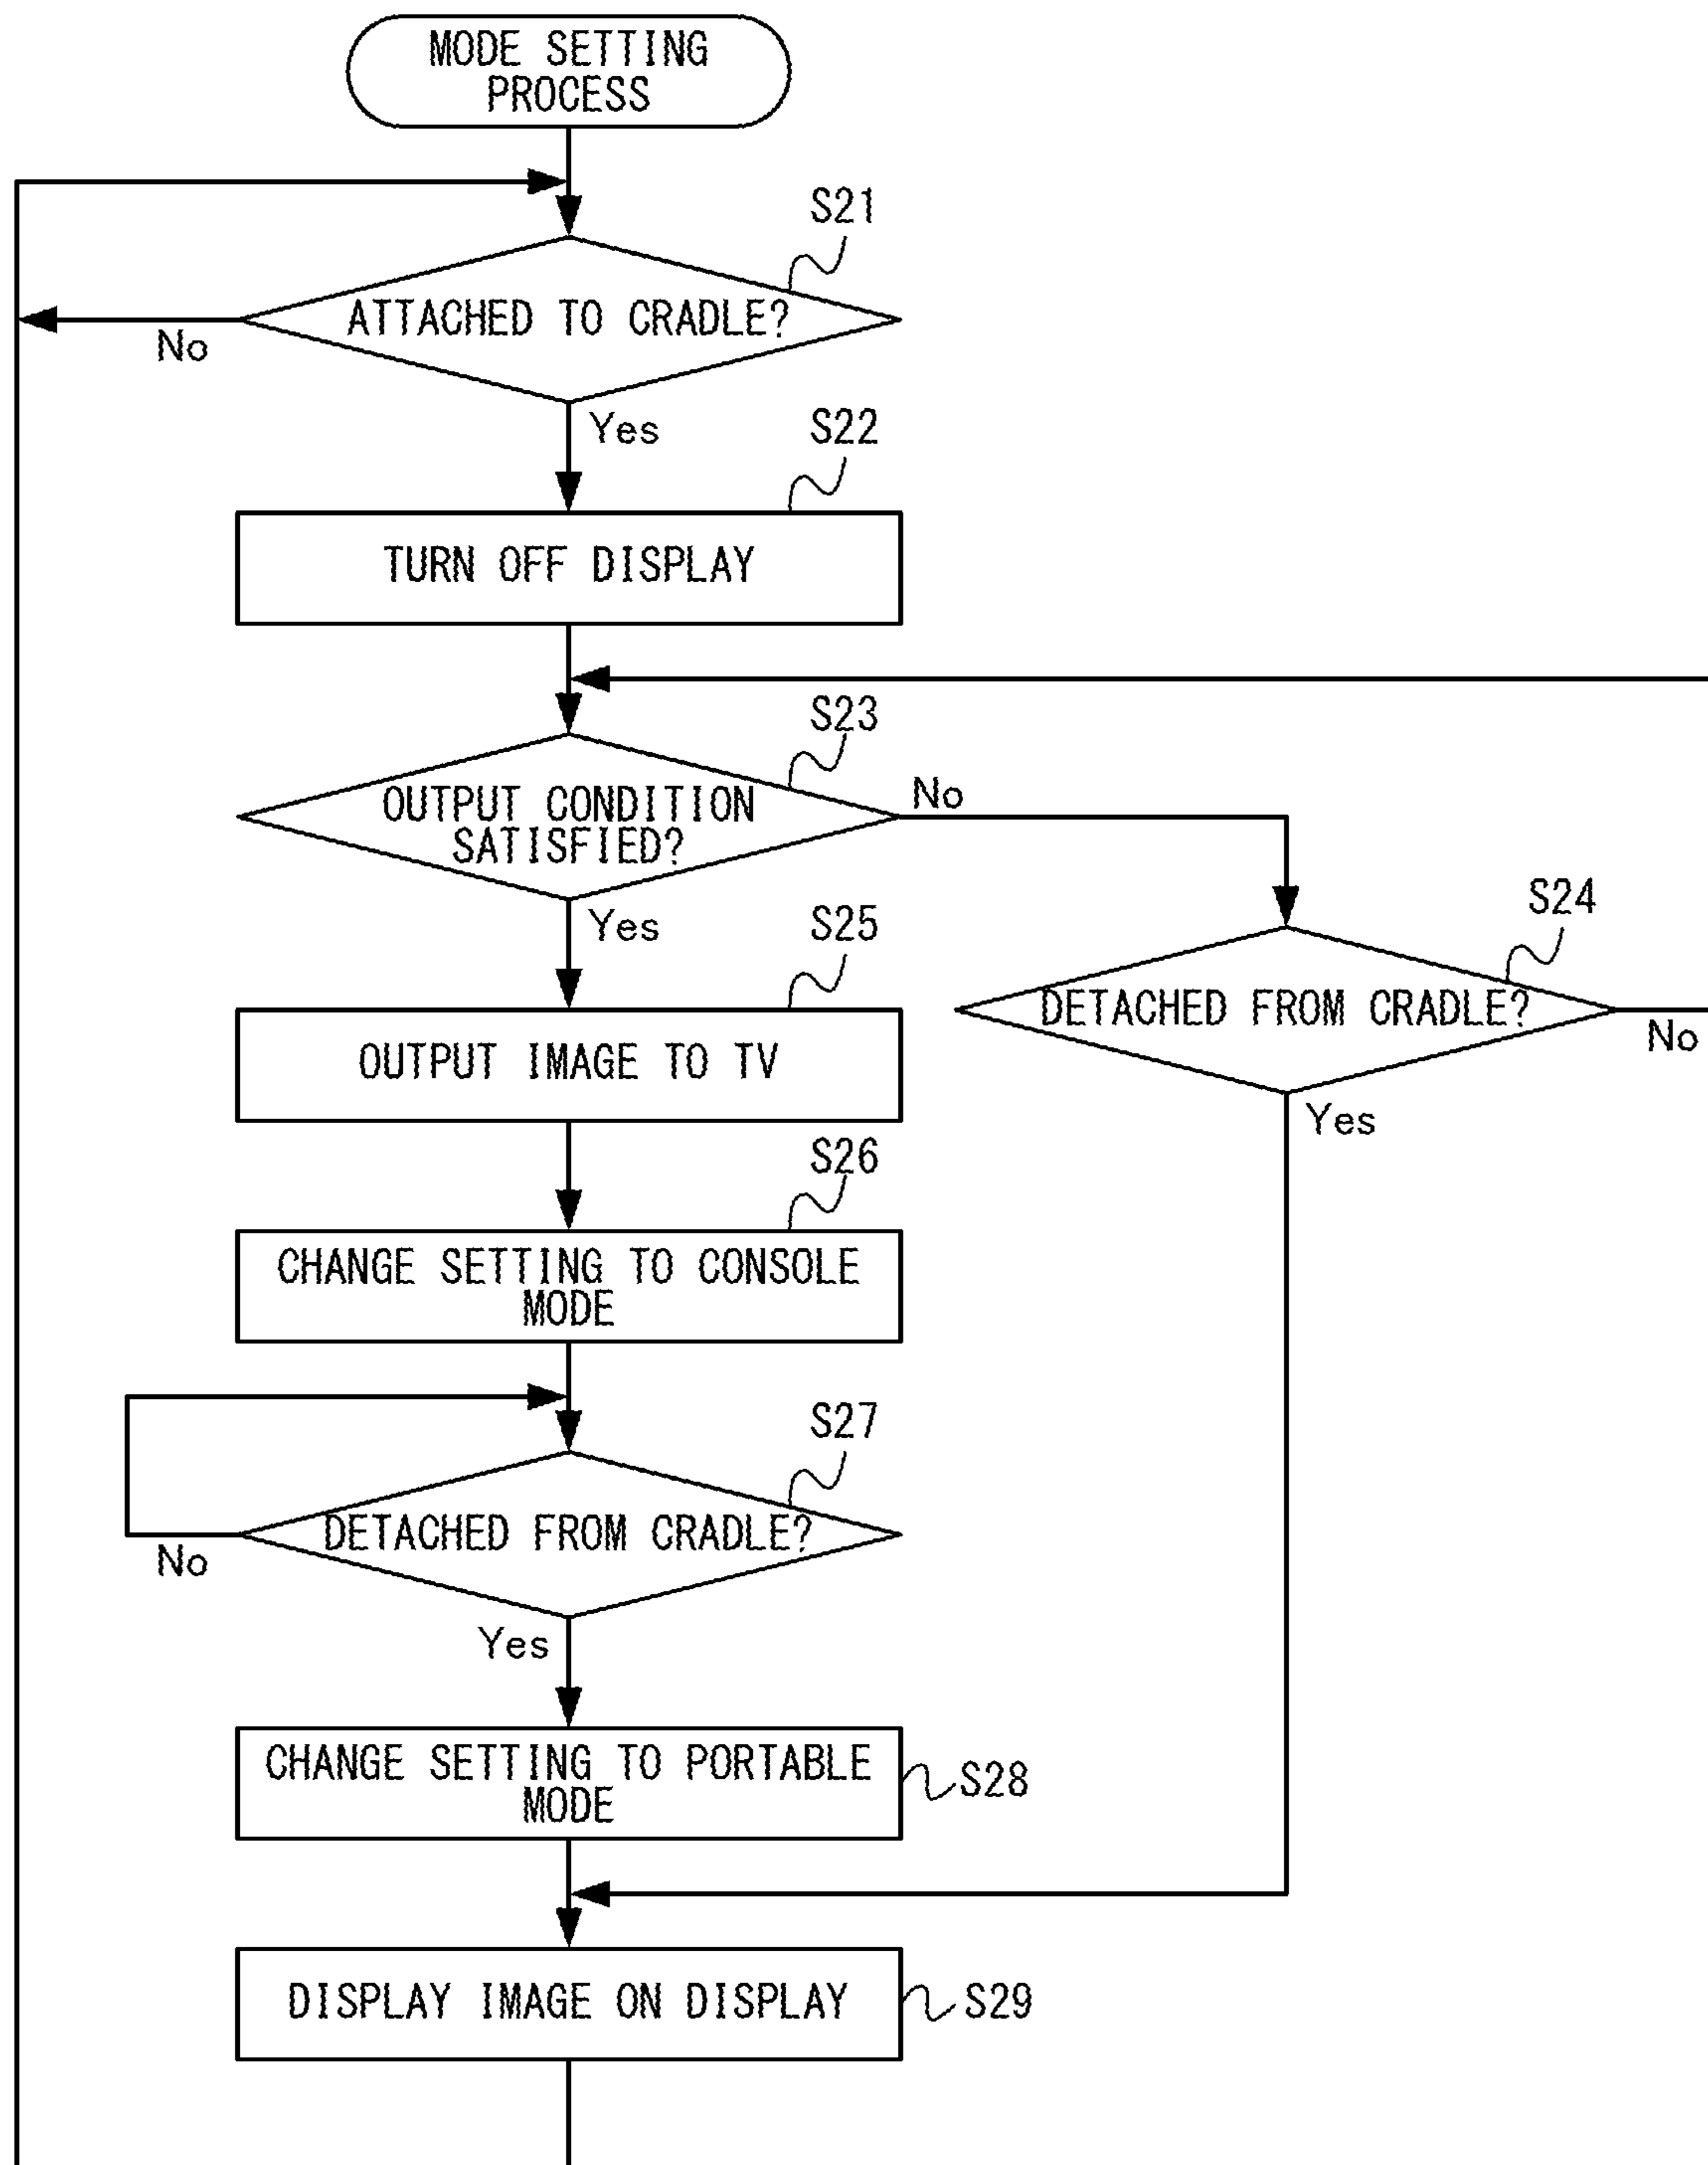 MODE SETTING
PROCESS
S21
ATTACHED TO CRADLE?
No
Yes
S22
TURN OFF DISPLAY
S23
OUTPUT CONDITION
SATISFIED?
No
Yes
S24
DETACHED FROM CRADLE?
No
Yes
S25
OUTPUT IMAGE TO TV
S26
CHANGE SETTING TO CONSOLE
MODE
S27
DETACHED FROM CRADLE?
No
Yes
CHANGE SETTING TO PORTABLE
MODE
S28
DISPLAY IMAGE ON DISPLAY
S29